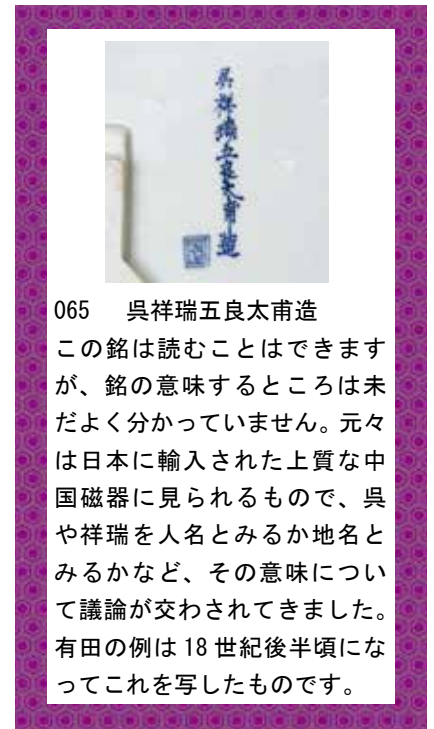 呉祥瑞五良太甫造
065 呉祥瑞五良太甫造
この銘は読むことはできます
が、銘の意味するところは未
だよく分かっていません。元々
は日本に輸入された上質な中
国磁器に見られるもので、呉
や祥瑞を人名とみるか地名と
みるかなど、その意味につい
て議論が交わされてきました。
有田の例は18世紀後半頃にな
ってこれを写したものです。